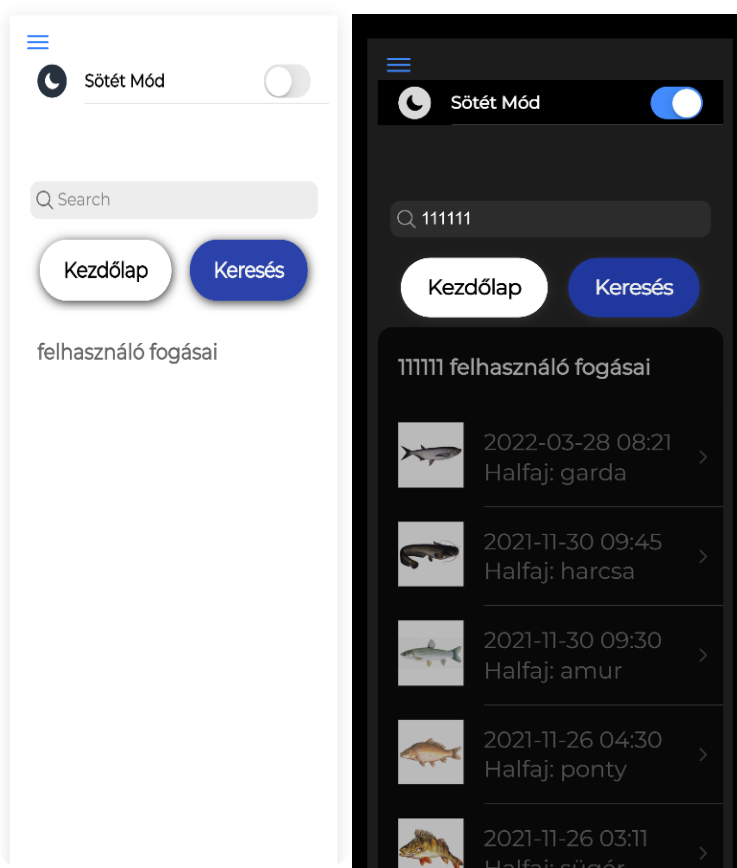 Sötét Mód
Search
Kezdőlap
Keresés
felhasználó fogásai
Sötét Mód
111111
Kezdőlap
Keresés
111111 felhasználó fogásai
2022-03-28 08:21
Halfaj: garda
2021-11-30 09:45
Halfaj: harcsa
2021-11-30 09:30
Halfaj: amur
2021-11-26 04:30
Halfaj: ponty
2021-11-26 03:11
Halfaj: sügér